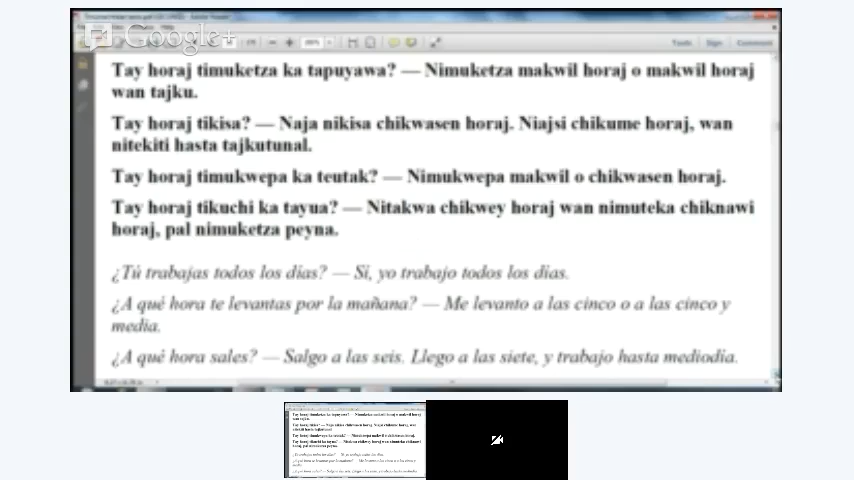 Google+
Tools Sign Comment
Tay horaj timuketza ka tapuyawa? — Nimuketza makwil horaj o makwil horaj
wan tajku.
Tay horaj tikisa? — Naja nikisa chikwasen horaj. Niajsi chikume horaj, wan
nitekiti hasta tajkutunal.
Tay horaj timukwepa ka teutak? — Nimukwepa makwil o chikwasen horaj.
Tay horaj tikuchi ka tayua? — Nitakwa chikwey horaj wan nimuteka chiknawi
horaj, pal nimuketza peyna.
¿Tú trabajas todos los días? — Sí, yo trabajo todos los días.
¿A qué hora te levantas por la mañana? — Me levanto a las cinco o a las cinco y
media.
¿A qué hora sales? — Salgo a las seis. Llego a las siete, y trabajo hasta mediodía.